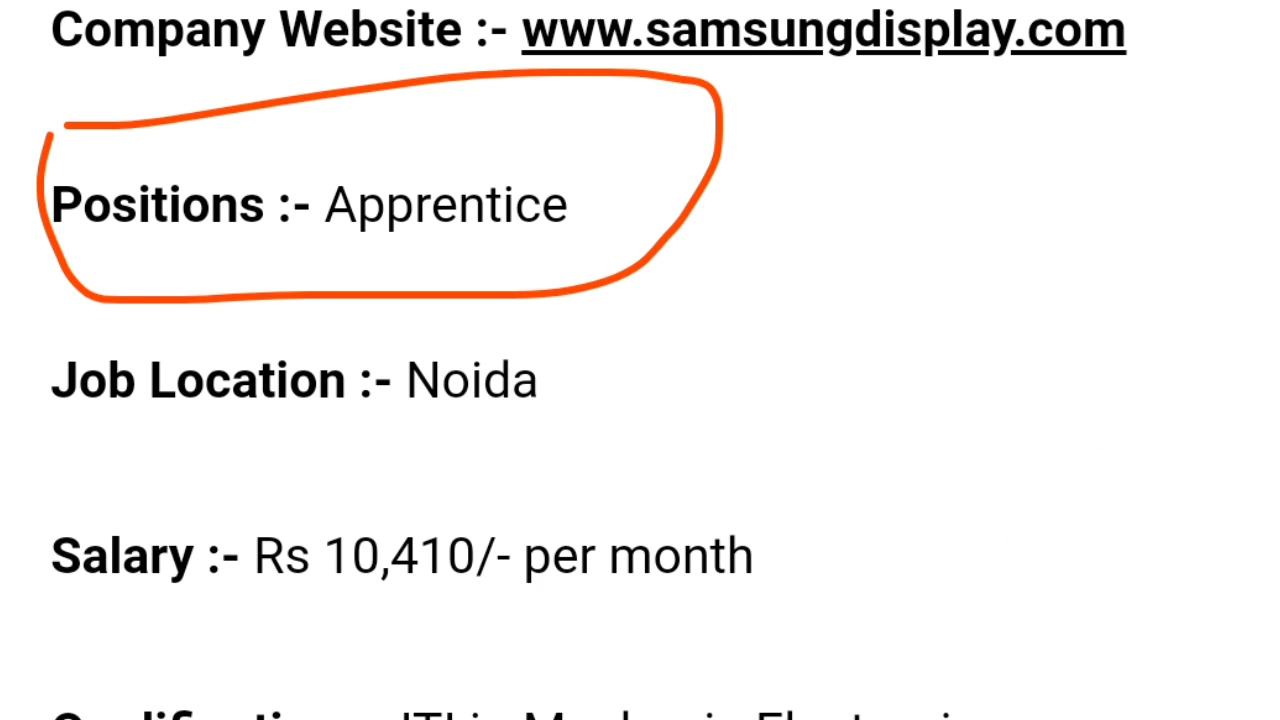 Company Website :- www.samsungdisplay.com
Positions :- Apprentice
Job Location :- Noida
Salary :- Rs 10,410/- per month